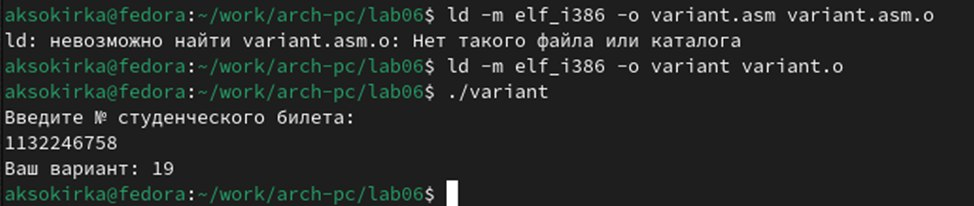 aksokirka@fedora:~/work/arch-pc/lab06$ ld -m elf_i386 -o variant.asm variant.asm.o
ld: невозможно найти variant.asm.o: Нет такого файла или каталога
aksokirka@fedora:~/work/arch-pc/lab06$ ld -m elf_i386 -o variant variant.o
aksokirka@fedora:~/work/arch-pc/lab06$ ./variant
Введите № студенческого билета:
1132246758
Ваш вариант: 19
aksokirka@fedora:~/work/arch-pc/lab06$